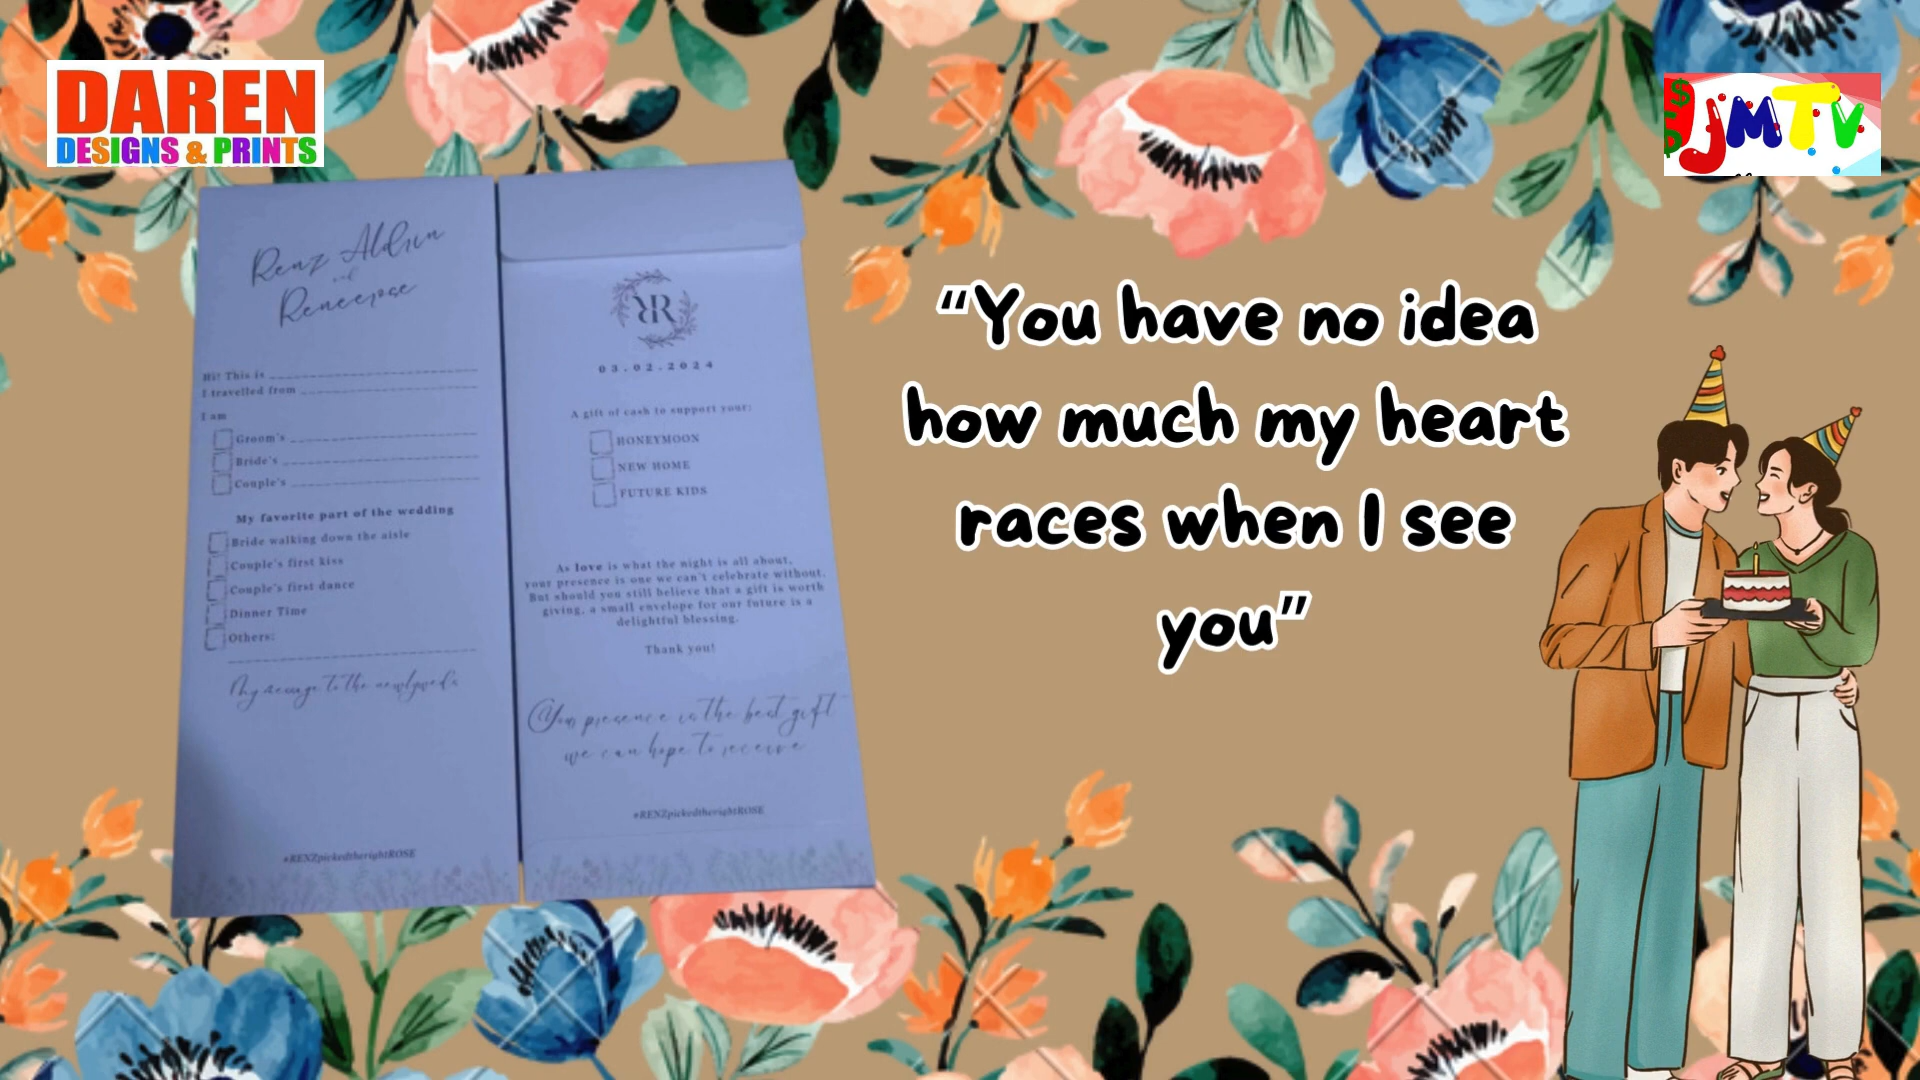 DAREN
DESIGNS & PRINTS
$JMTV
Renz Aldrin
and
Reneerose
Hi! This is
I travelled from
I am
Groom's
Bride's
Couple's
My favorite part of the wedding
Bride walking down the aisle
Couple's first kiss
Couple's first dance
Dinner Time
Others:
My message to the newlyweds
#RENZpickedtherightROSE
RR
03.02.2024
A gift of cash to support your:
HONEYMOON
NEW HOME
FUTURE KIDS
As love is what the night is all about,
your presence is one we can't celebrate without.
But should you still believe that a gift is worth
giving, a small envelope for our future is a
delightful blessing.
Thank you!
Your presence is the best gift
we can hope to receive
#RENZpickedtherightROSE
“You have no idea
how much my heart
races when I see
you”